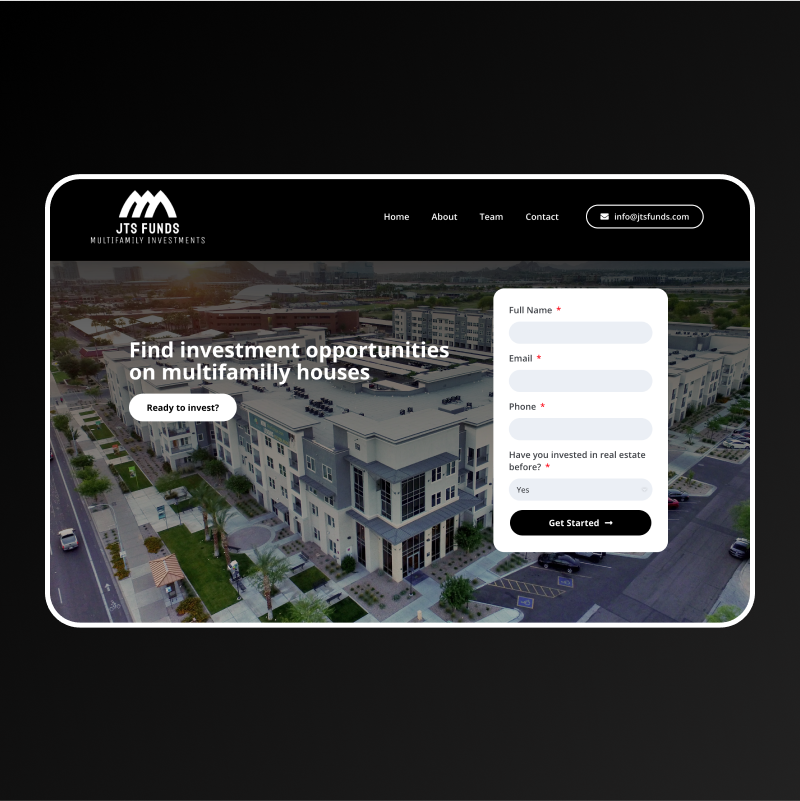 JTS FUNDS
MULTIFAMILY INVESTMENTS
Home
About
Team
Contact
info@jtsfunds.com
Find investment opportunities
on multifamilly houses
Ready to invest?
Full Name *
Email *
Phone *
Have you invested in real estate
before? *
Yes
Get Started